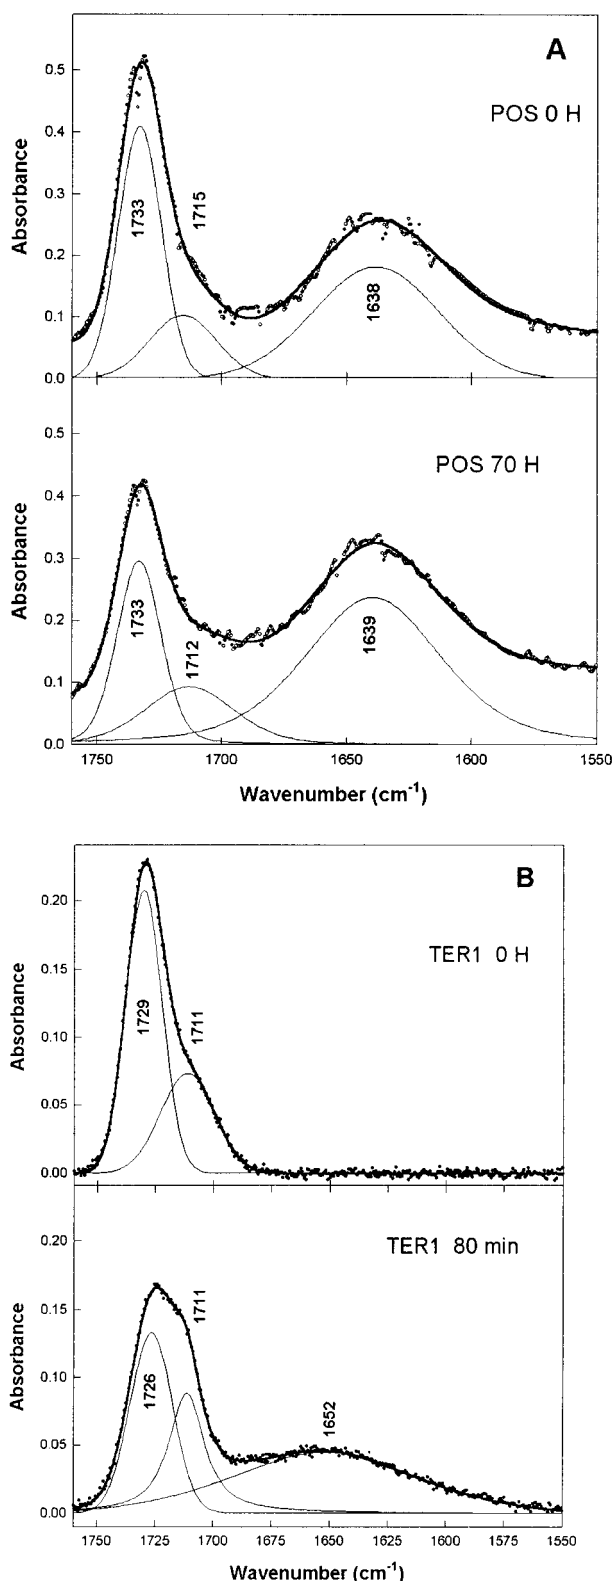 A
POS 0 H
Absorbance
0.5
0.4
0.3
0.2
0.1
0.0
1733
1715
1638
POS 70 H
Absorbance
0.5
0.4
0.3
0.2
0.1
0.0
1733
1712
1639
1750 1700 1650 1600 1550
Wavenumber (cm-1)
B
TER1 0 H
Absorbance
0.20
0.15
0.10
0.05
0.00
1729
1711
TER1 80 min
Absorbance
0.20
0.15
0.10
0.05
0.00
1726
1711
1652
1750 1725 1700 1675 1650 1625 1600 1575 1550
Wavenumber (cm-1)